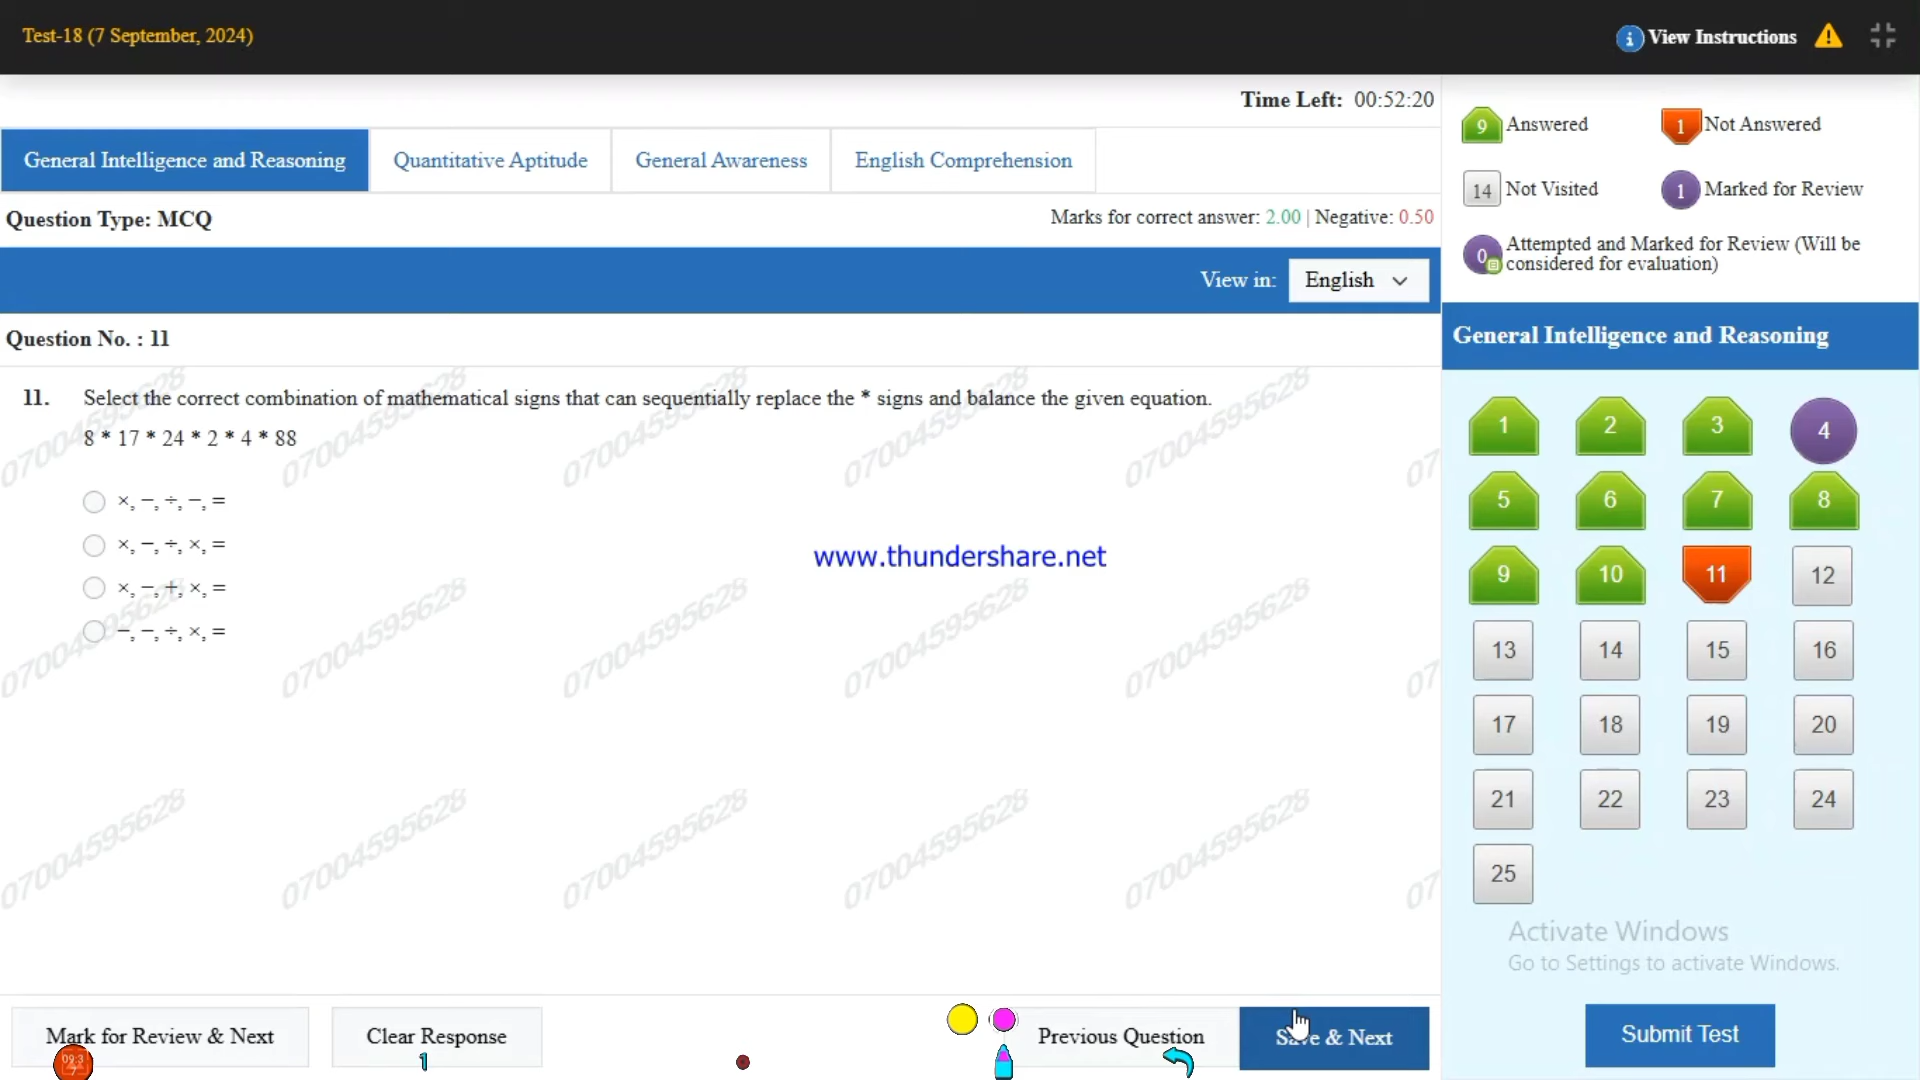 Test-18 (7 September, 2024)
View Instructions
Time Left: 00:52:20
General Intelligence and Reasoning
Quantitative Aptitude
General Awareness
English Comprehension
Question Type: MCQ
Marks for correct answer: 2.00 | Negative: 0.50
View in: English
Question No. : 11
11. Select the correct combination of mathematical signs that can sequentially replace the * signs and balance the given equation.
8 * 17 * 24 * 2 * 4 * 88
×, −, ÷, −, =
×, −, ÷, ×, =
×, −, +, ×, =
−, −, ÷, ×, =
www.thundershare.net
07004595628
Mark for Review & Next
Clear Response
Previous Question
Save & Next
09:3
7
1
9 Answered
1 Not Answered
14 Not Visited
1 Marked for Review
0 Attempted and Marked for Review (Will be
considered for evaluation)
General Intelligence and Reasoning
1 2 3 4
5 6 7 8
9 10 11 12
13 14 15 16
17 18 19 20
21 22 23 24
25
Activate Windows
Go to Settings to activate Windows.
Submit Test